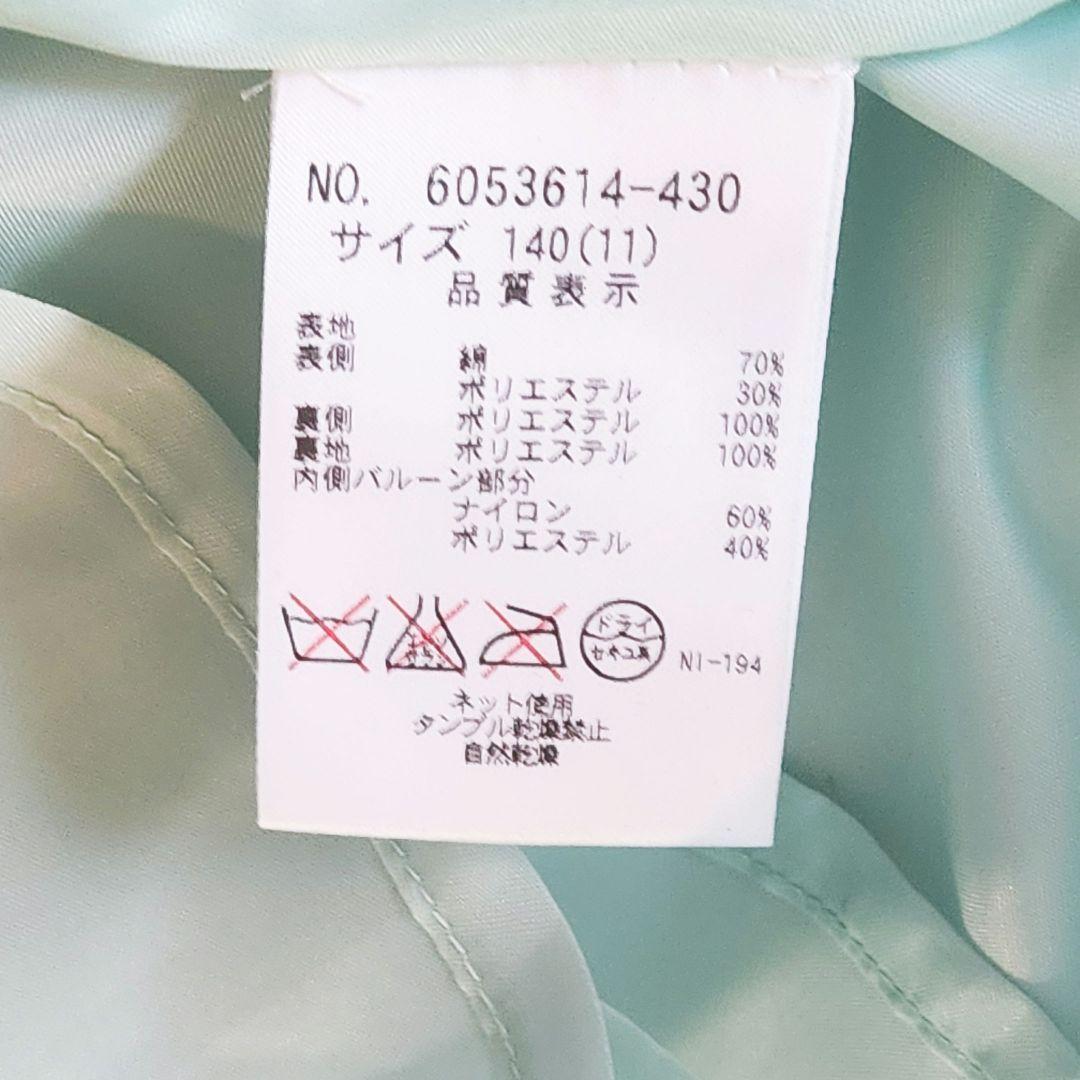 NO. 6053614-430
サイズ 140(11)
品質表示
表地
表側 綿 70%
ポリエステル 30%
裏側 ポリエステル 100%
裏地 ポリエステル 100%
内側バルーン部分
ナイロン 60%
ポリエステル 40%
ドライ
セキユ系
NI-194
ネット使用
タンブル乾燥禁止
自然乾燥